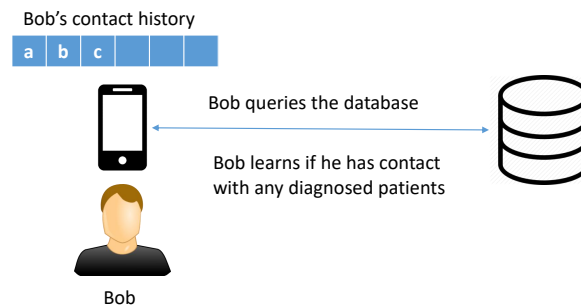 Bob's contact history
a b c
Bob queries the database
Bob learns if he has contact
with any diagnosed patients
Bob